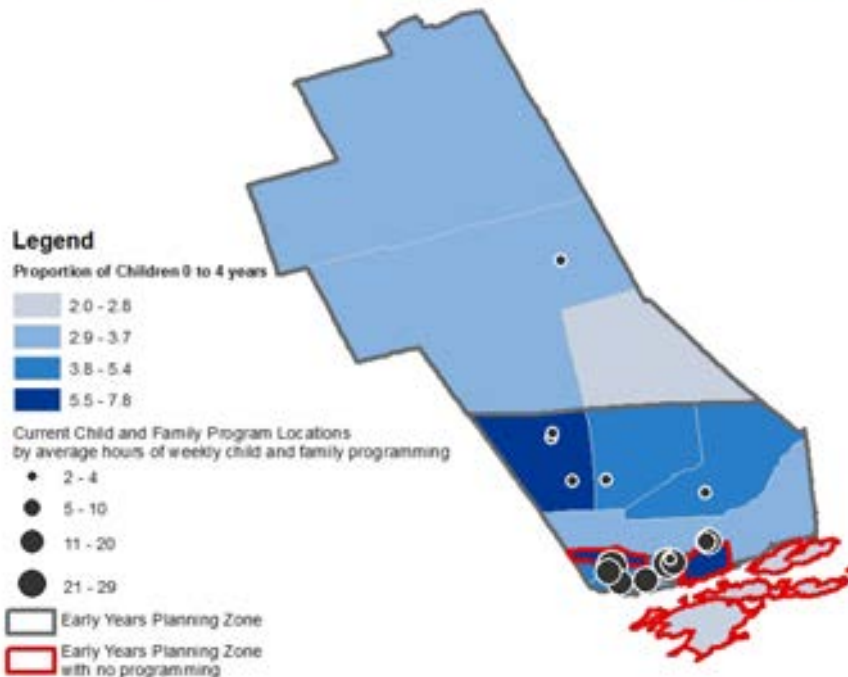 Legend
Proportion of Children 0 to 4 years
2.0 - 2.8
2.9 - 3.7
3.8 - 5.4
5.5 - 7.8
Current Child and Family Program Locations
by average hours of weekly child and family programming
2 - 4
5 - 10
11 - 20
21 - 29
Early Years Planning Zone
Early Years Planning Zone
with no programming